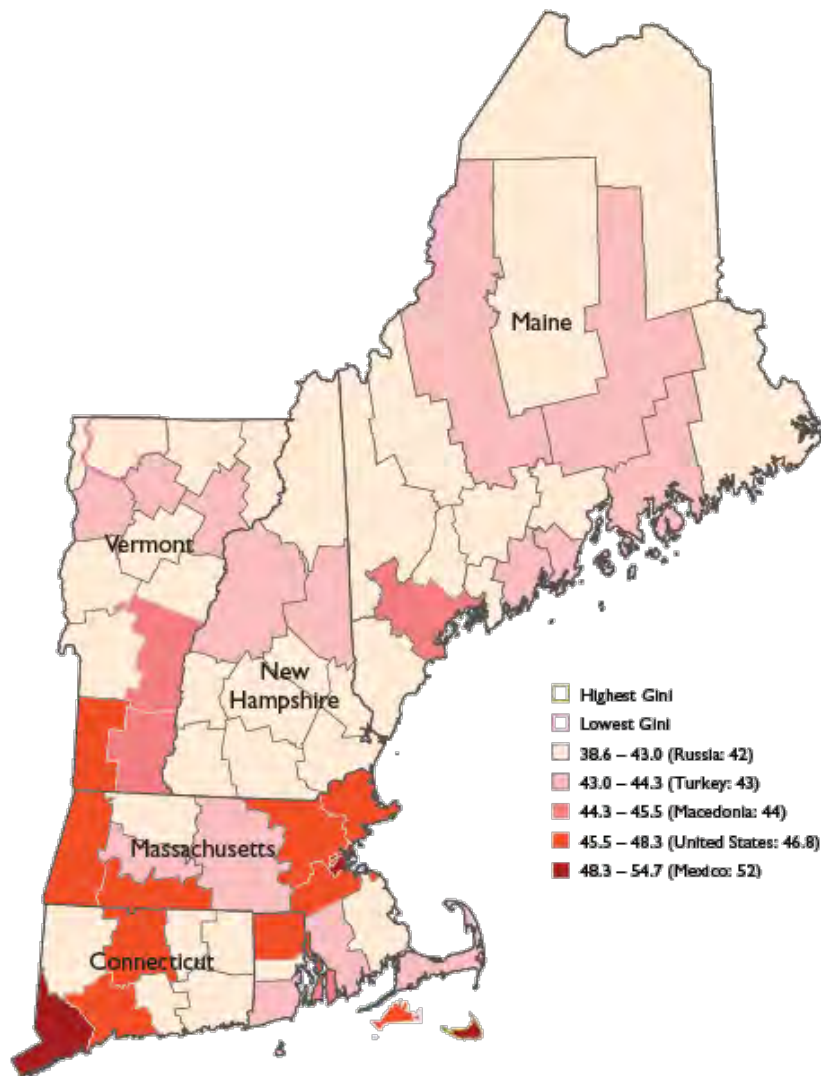 Maine
Vermont
New
Hampshire
Highest Gini
Lowest Gini
38.6 – 43.0 (Russia: 42)
43.0 – 44.3 (Turkey: 43)
44.3 – 45.5 (Macedonia: 44)
45.5 – 48.3 (United States: 46.8)
48.3 – 54.7 (Mexico: 52)
Massachusetts
Connecticut